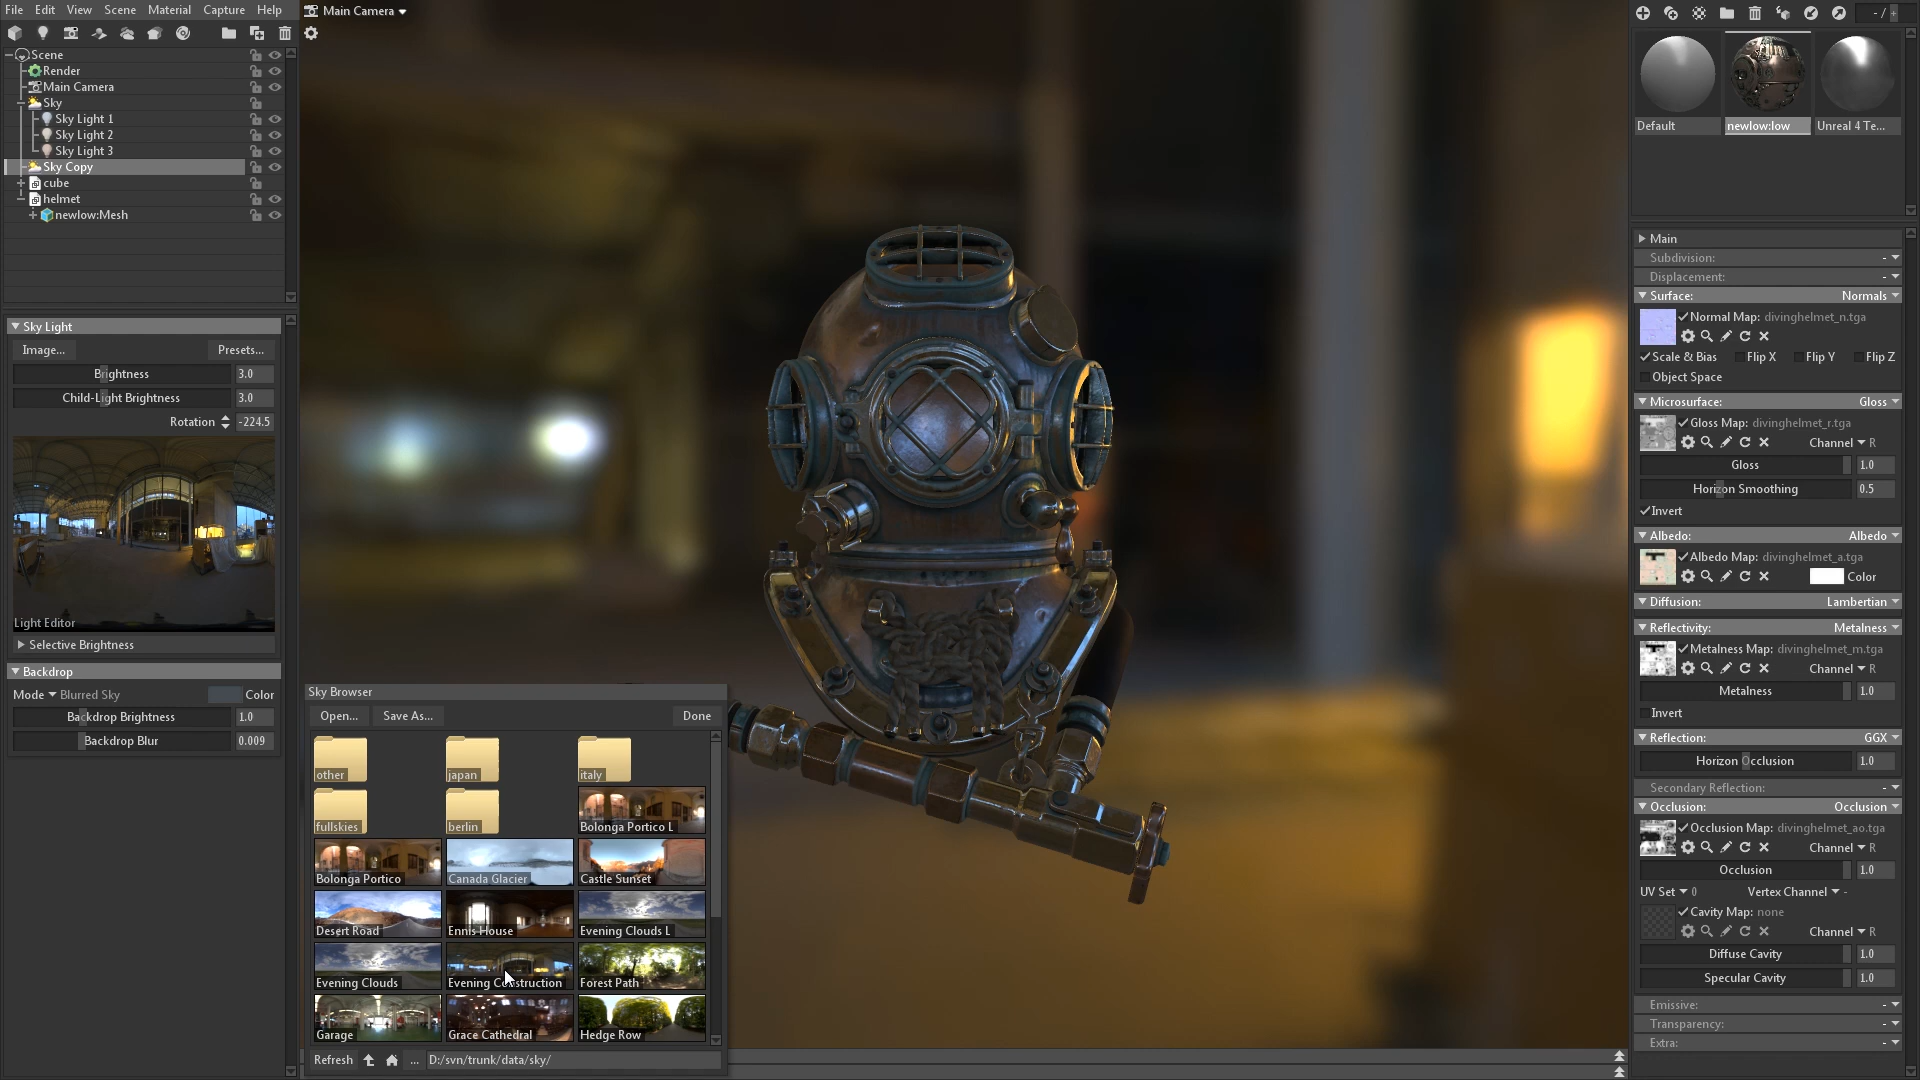 File Edit View Scene Material Capture Help
Main Camera
- /
Scene
Render
Main Camera
Sky
Sky Light 1
Sky Light 2
Sky Light 3
Sky Copy
cube
helmet
newlow:Mesh
Sky Light
Image... Presets...
Brightness 3.0
Child-Light Brightness 3.0
Rotation -224.5
Light Editor
Selective Brightness
Backdrop
Mode Blurred Sky Color
Backdrop Brightness 1.0
Backdrop Blur 0.009
Sky Browser
Open... Save As... Done
other japan italy
fullskies berlin Bolonga Portico L
Bolonga Portico Canada Glacier Castle Sunset
Desert Road Ennis House Evening Clouds L
Evening Clouds Evening Construction Forest Path
Garage Grace Cathedral Hedge Row
Refresh ... D:/svn/trunk/data/sky/
Default newlow:low Unreal 4 Te...
Main
Subdivision: -
Displacement: -
Surface: Normals
Normal Map: divinghelmet_n.tga
Scale & Bias Flip X Flip Y Flip Z
Object Space
Microsurface: Gloss
Gloss Map: divinghelmet_r.tga
Channel R
Gloss 1.0
Horizon Smoothing 0.5
Invert
Albedo: Albedo
Albedo Map: divinghelmet_a.tga
Color
Diffusion: Lambertian
Reflectivity: Metalness
Metalness Map: divinghelmet_m.tga
Channel R
Metalness 1.0
Invert
Reflection: GGX
Horizon Occlusion 1.0
Secondary Reflection: -
Occlusion: Occlusion
Occlusion Map: divinghelmet_ao.tga
Channel R
Occlusion 1.0
UV Set 0 Vertex Channel -
Cavity Map: none
Channel R
Diffuse Cavity 1.0
Specular Cavity 1.0
Emissive: -
Transparency: -
Extra: -